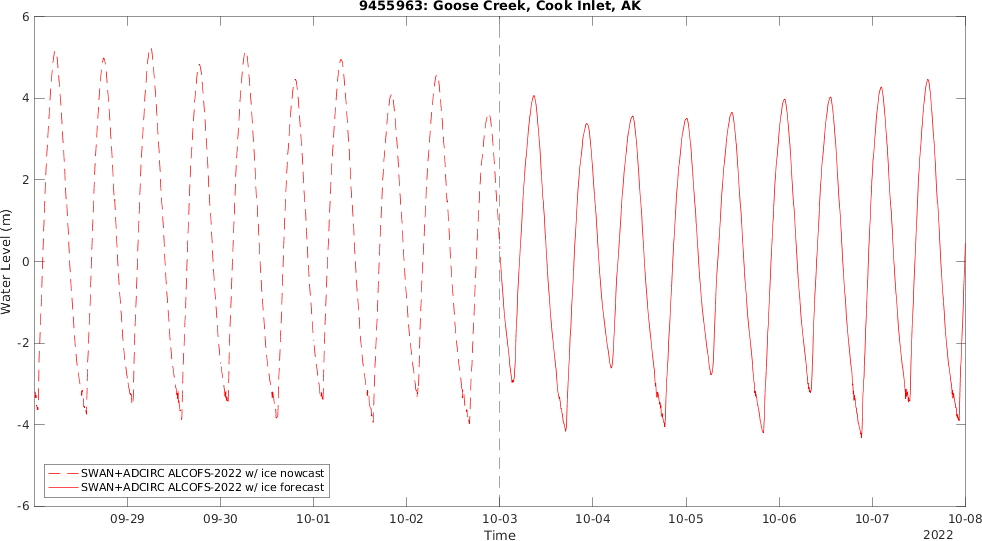 9455963: Goose Creek, Cook Inlet, AK
6
4
2
0
-2
-4
-6
Water Level (m)
SWAN+ADCIRC ALCOFS-2022 w/ ice nowcast
SWAN+ADCIRC ALCOFS-2022 w/ ice forecast
09-29 09-30 10-01 10-02 10-03 10-04 10-05 10-06 10-07 10-08
Time
2022